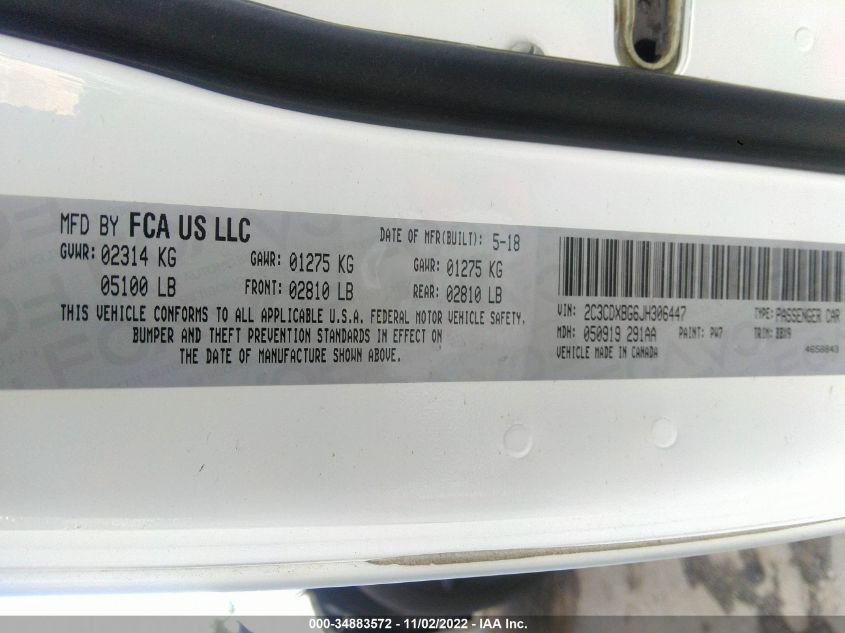 MFD BY FCA US LLC
DATE OF MFR(BUILT): 5-18
GVWR: 02314 KG GAWR: 01275 KG GAWR: 01275 KG
05100 LB FRONT: 02810 LB REAR: 02810 LB
THIS VEHICLE CONFORMS TO ALL APPLICABLE U.S.A. FEDERAL MOTOR VEHICLE SAFETY,
BUMPER AND THEFT PREVENTION STANDARDS IN EFFECT ON
THE DATE OF MANUFACTURE SHOWN ABOVE.
VIN: 2C3CDXBG6JH306447 TYPE: PASSENGER CAR
MDH: 050919 291AA PAINT: PW7 TRIM: BBX9
VEHICLE MADE IN CANADA 4658843
000-34883572 - 11/02/2022 - IAA Inc.